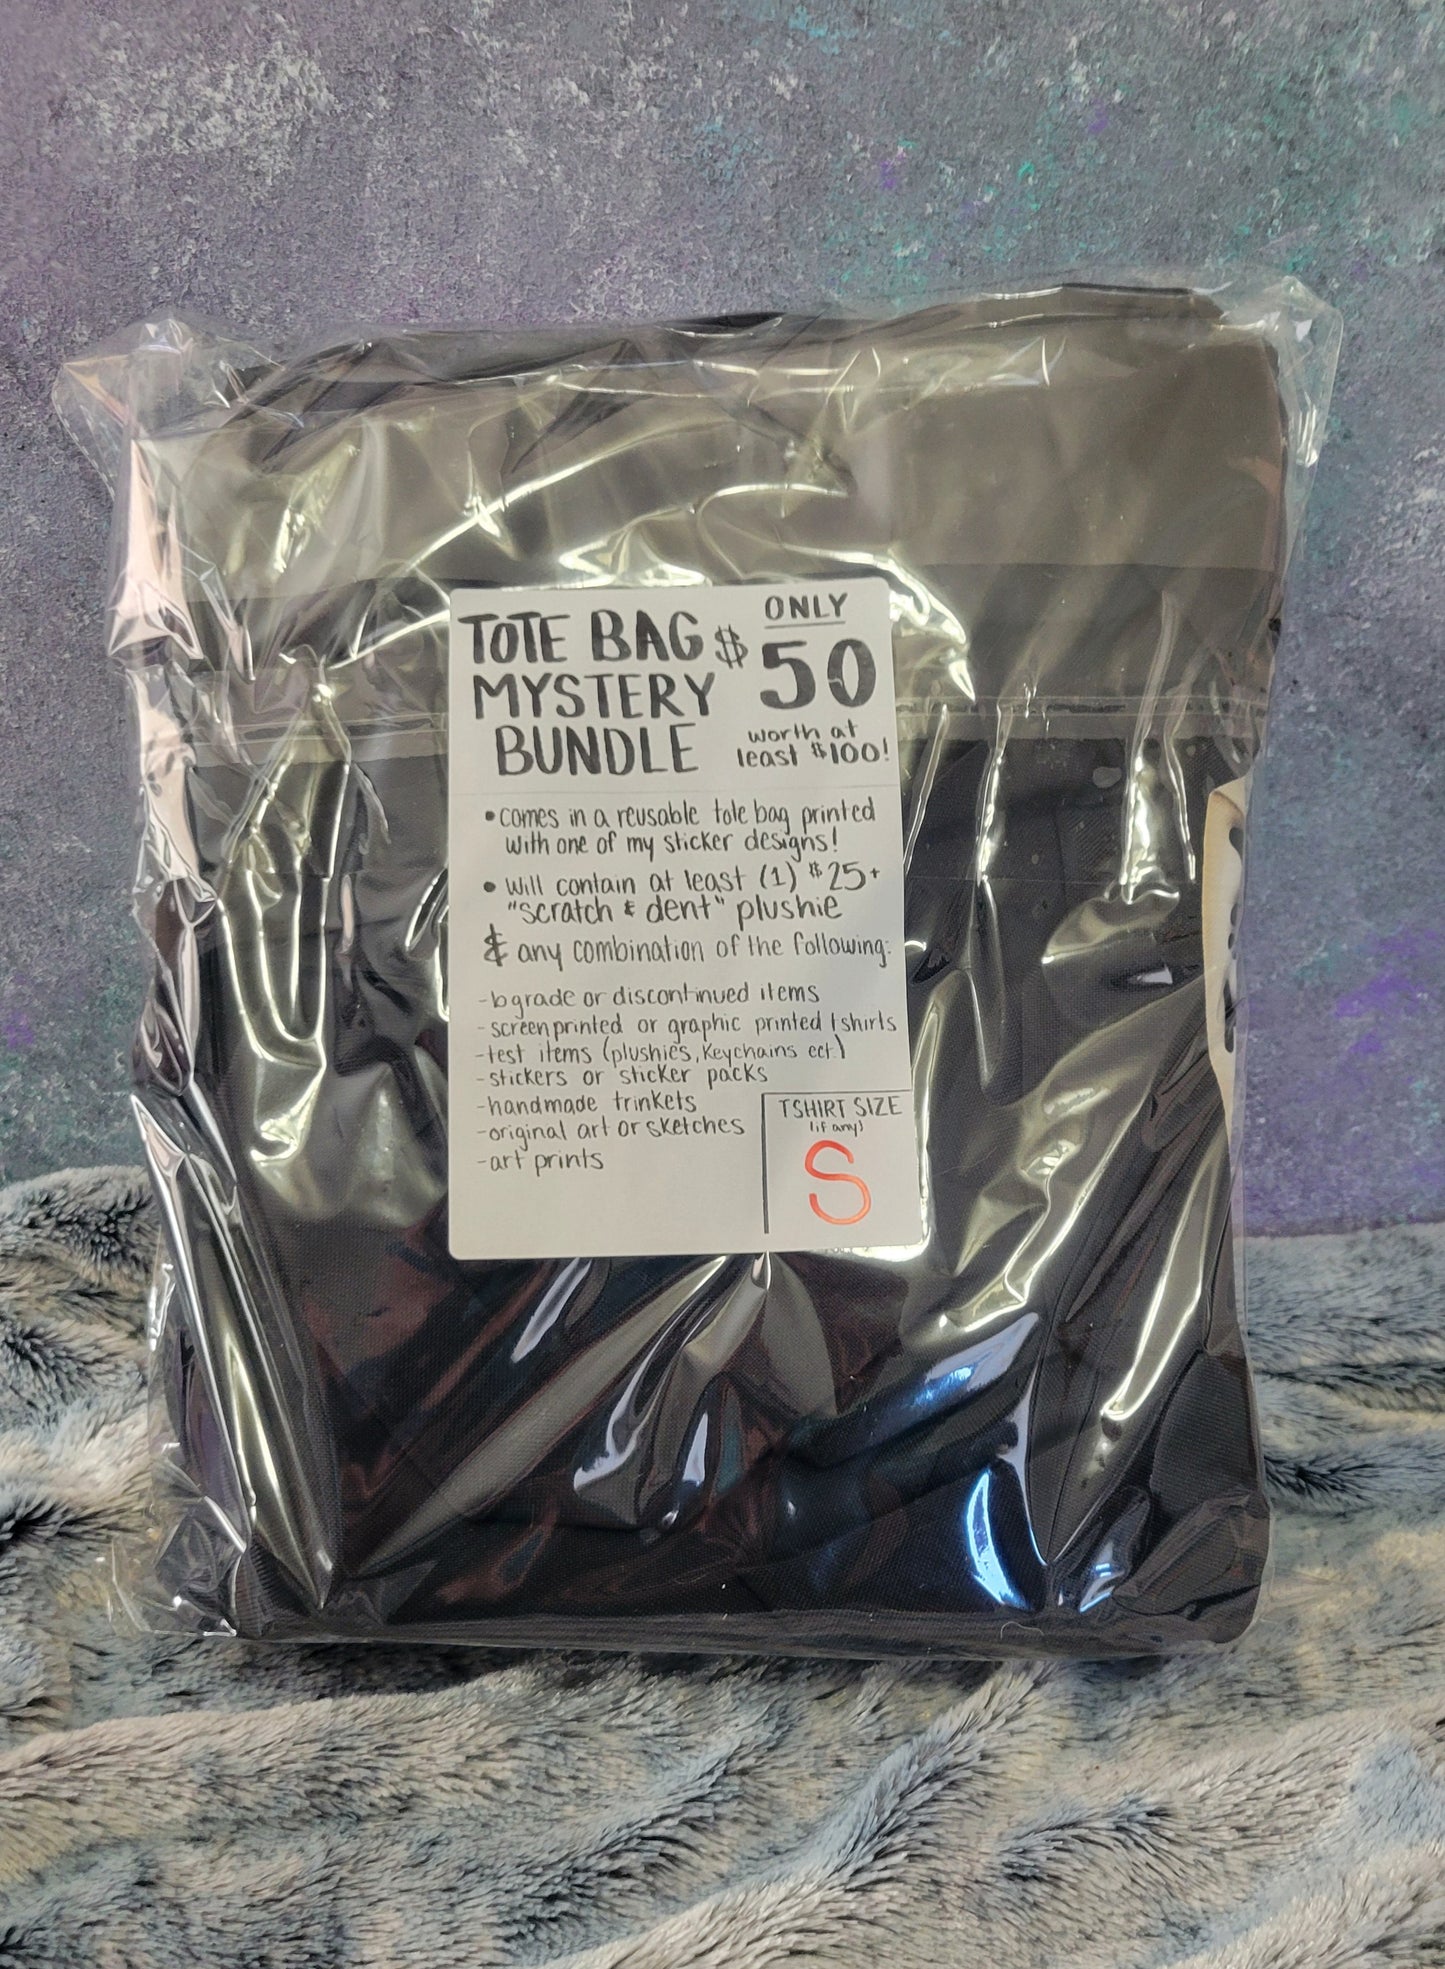 TOTE BAG
MYSTERY
BUNDLE
ONLY
$50
worth at
least $100!
• comes in a reusable tote bag printed
with one of my sticker designs!
• Will contain at least (1) $25+
"scratch & dent" plushie
& any combination of the following:
- b grade or discontinued items
- screenprinted or graphic printed tshirts
- test items (plushies, Keychains ect.)
- stickers or sticker packs
- handmade trinkets
- original art or sketches
- art prints
TSHIRT SIZE
(if any)
S